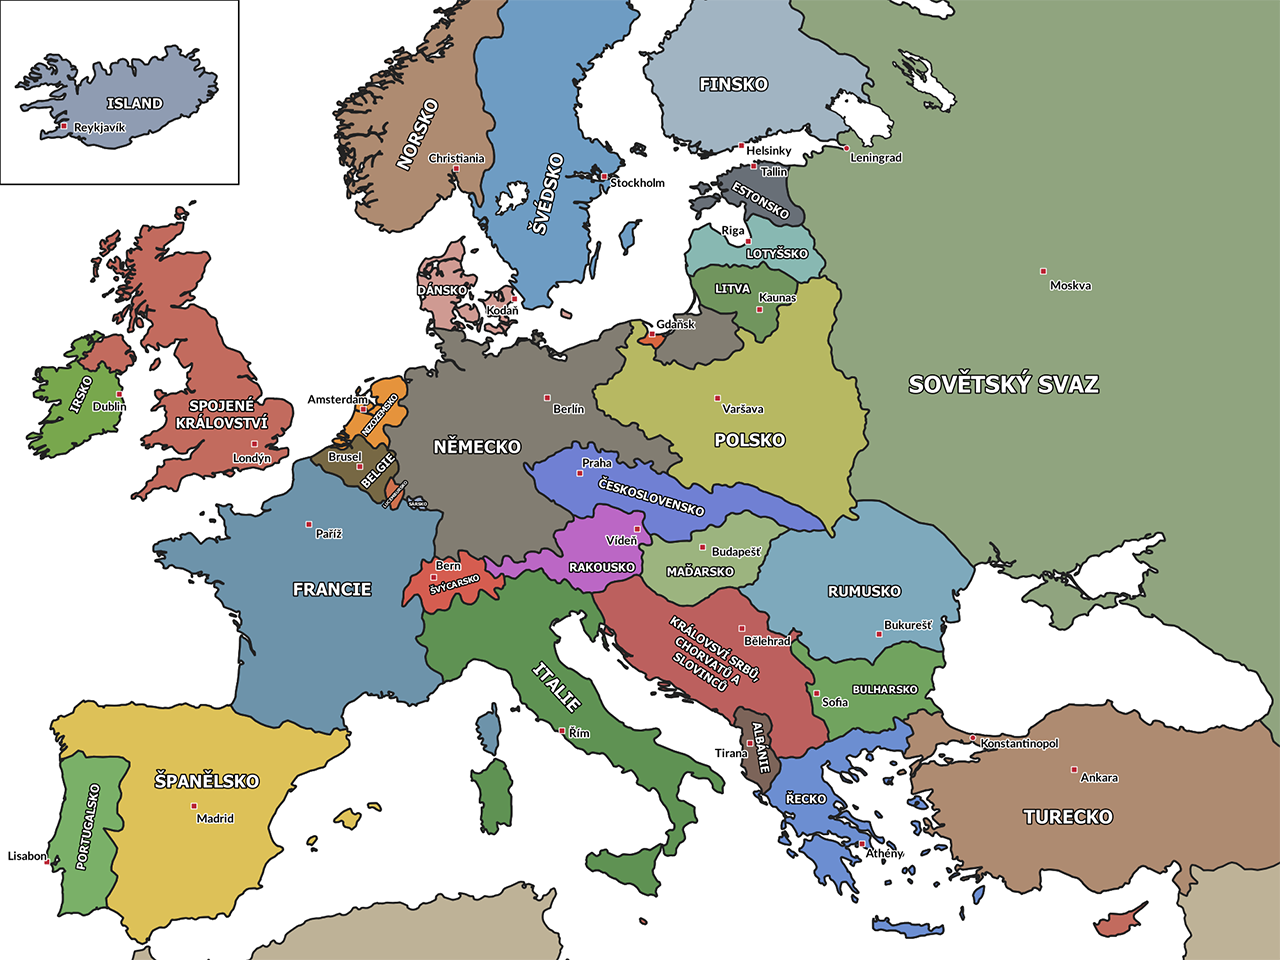 ISLAND
Reykjavík
NORSKO
Christiania
ŠVÉDSKO
Stockholm
FINSKO
Helsinky
Leningrad
Tallin
ESTONSKO
Riga
LOTYŠSKO
LITVA
Kaunas
Moskva
SOVĚTSKÝ SVAZ
DÁNSKO
Kodaň
Gdaňsk
IRSKO
Dublin
SPOJENÉ
KRÁLOVSTVÍ
Londýn
Amsterdam
NIZOZEMSKO
Brusel
BELGIE
LUCEMBURSKO
SÁRSKO
NĚMECKO
Berlín
Varšava
POLSKO
Praha
ČESKOSLOVENSKO
Paříž
FRANCIE
Bern
ŠVÝCARSKO
Vídeň
RAKOUSKO
Budapešť
MAĎARSKO
RUMUSKO
Bukurešť
KRÁLOVSVÍ SRBŮ,
CHORVATŮ A
SLOVINCŮ
Bělehrad
ITALIE
Řím
BULHARSKO
Sofia
ALBÁNIE
Tirana
ŘECKO
Athény
Konstantinopol
Ankara
TURECKO
ŠPANĚLSKO
Madrid
PORTUGALSKO
Lisabon